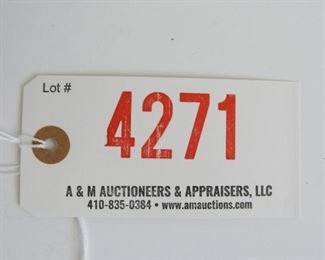 Lot #
4271
A & M AUCTIONEERS & APPRAISERS, LLC
410-835-0384 • www.amauctions.com